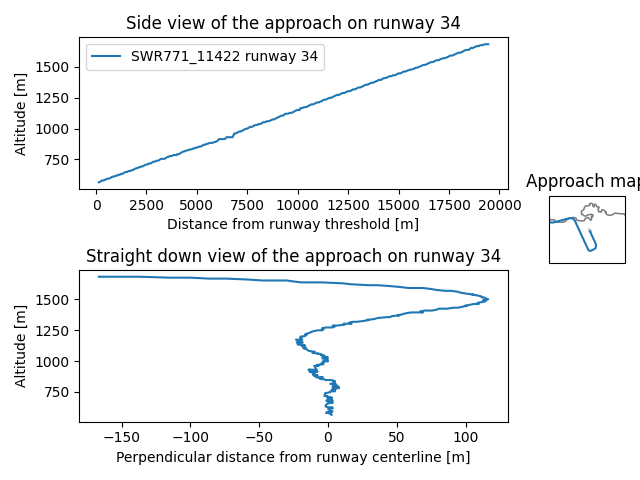 Side view of the approach on runway 34
SWR771_11422 runway 34
Altitude [m]
1500
1250
1000
750
0 2500 5000 7500 10000 12500 15000 17500 20000
Distance from runway threshold [m]
Approach map
Straight down view of the approach on runway 34
Altitude [m]
1500
1250
1000
750
−150 −100 −50 0 50 100
Perpendicular distance from runway centerline [m]